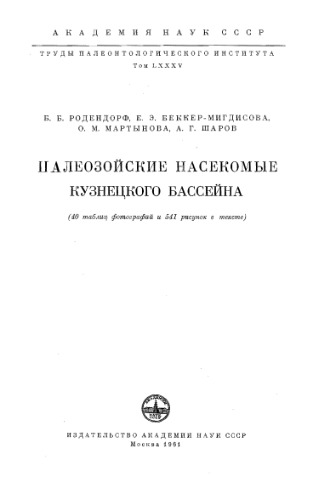 АКАДЕМИЯ НАУК СССР
ТРУДЫ ПАЛЕОНТОЛОГИЧЕСКОГО ИНСТИТУТА
Том LXXXV
Б. Б. РОДЕНДОРФ, Е. Э. БЕККЕР-МИГДИСОВА,
О. М. МАРТЫНОВА, А. Г. ШАРОВ
ПАЛЕОЗОЙСКИЕ НАСЕКОМЫЕ
КУЗНЕЦКОГО БАССЕЙНА
(40 таблиц фотографий и 541 рисунок в тексте)
ИЗДАТЕЛЬСТВО АКАДЕМИИ НАУК СССР
Москва 1961